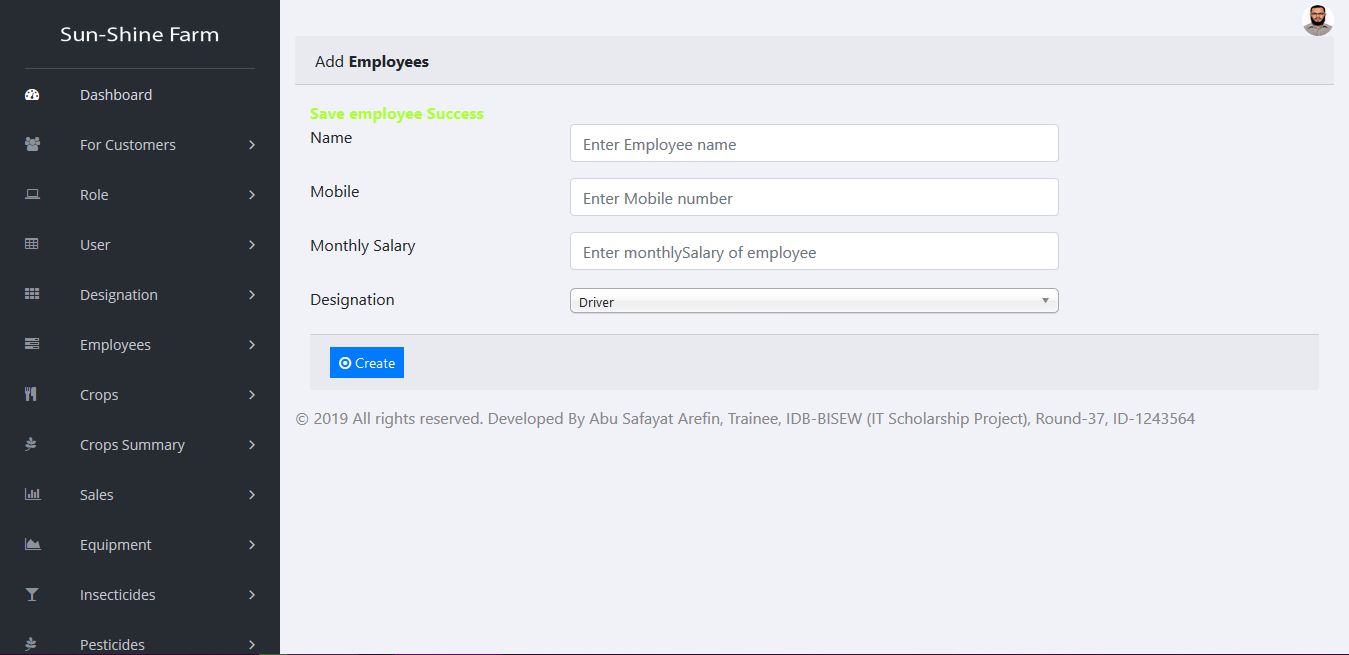 Sun-Shine Farm
Dashboard
For Customers
Role
User
Designation
Employees
Crops
Crops Summary
Sales
Equipment
Insecticides
Pesticides
Add Employees
Save employee Success
Name
Enter Employee name
Mobile
Enter Mobile number
Monthly Salary
Enter monthlySalary of employee
Designation
Driver
Create
© 2019 All rights reserved. Developed By Abu Safayat Arefin, Trainee, IDB-BISEW (IT Scholarship Project), Round-37, ID-1243564